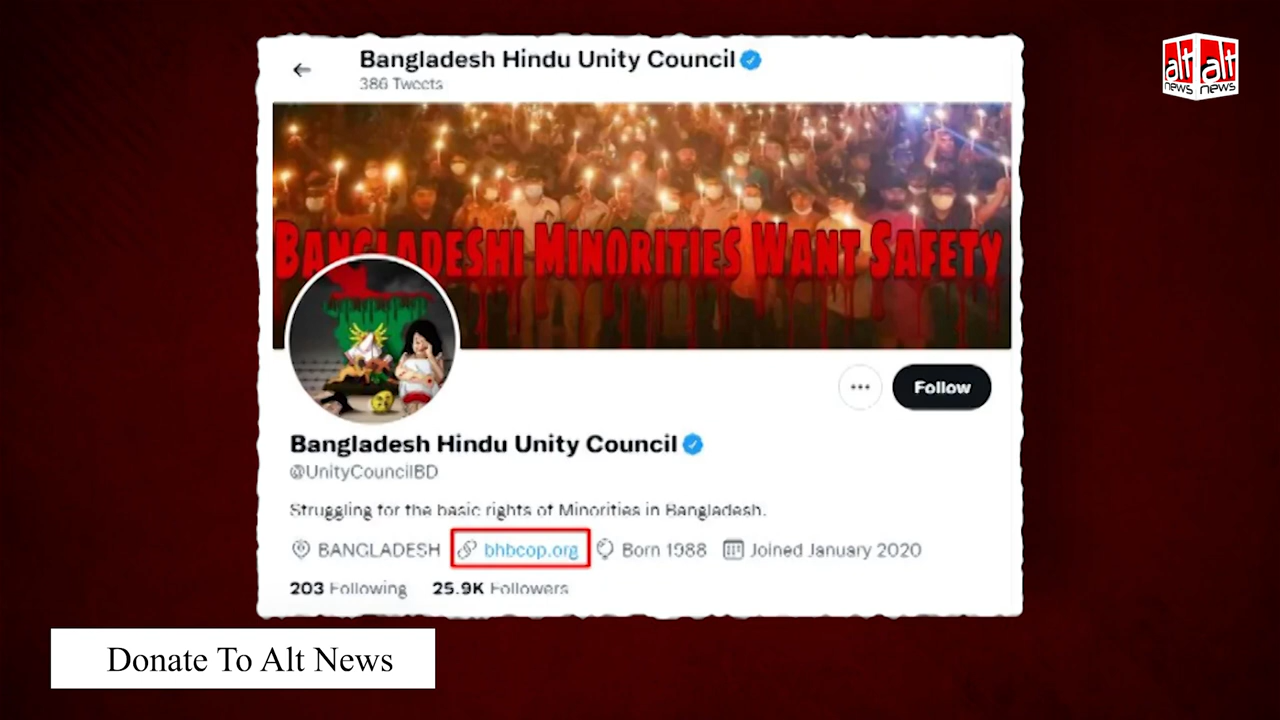 Bangladesh Hindu Unity Council
386 Tweets
alt alt
news news
BANGLADESHI MINORITIES WANT SAFETY
Follow
Bangladesh Hindu Unity Council
@UnityCouncilBD
Struggling for the basic rights of Minorities in Bangladesh.
BANGLADESH bhbcop.org Born 1988 Joined January 2020
203 Following 25.9K Followers
Donate To Alt News